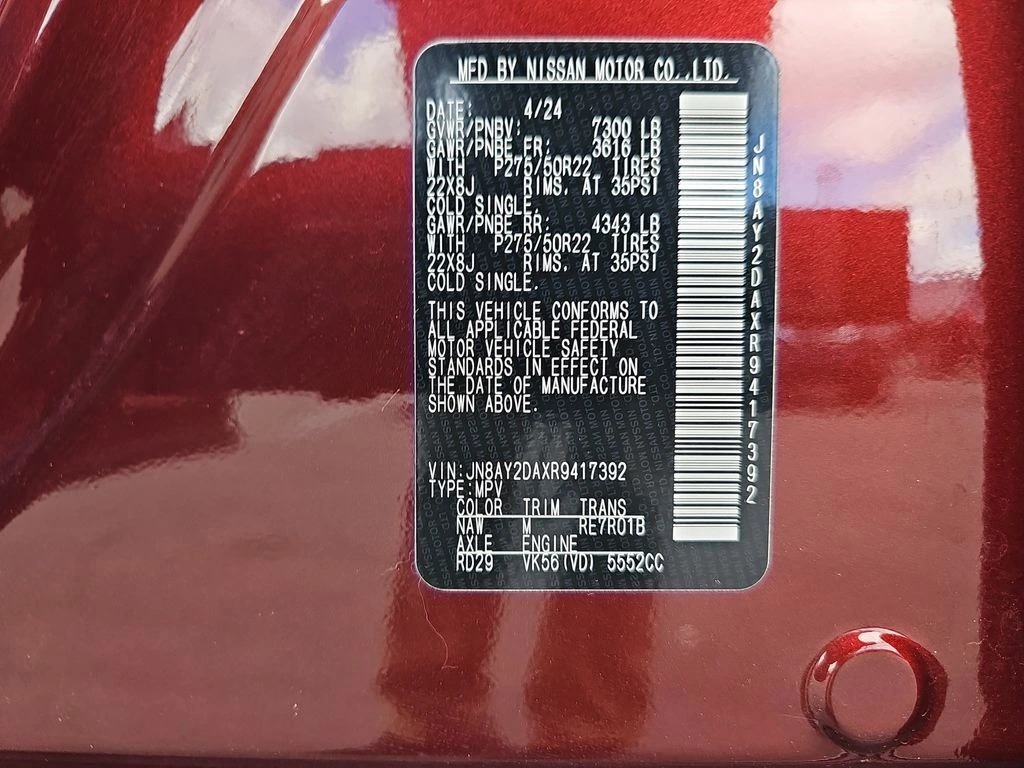 MFD BY NISSAN MOTOR CO.,LTD.
DATE: 4/24
GVWR/PNBV: 7300 LB
GAWR/PNBE FR: 3616 LB
WITH P275/50R22 TIRES
22X8J RIMS. AT 35PSI
COLD SINGLE.
GAWR/PNBE RR: 4343 LB
WITH P275/50R22 TIRES
22X8J RIMS. AT 35PSI
COLD SINGLE.
THIS VEHICLE CONFORMS TO
ALL APPLICABLE FEDERAL
MOTOR VEHICLE SAFETY
STANDARDS IN EFFECT ON
THE DATE OF MANUFACTURE
SHOWN ABOVE.
VIN:JN8AY2DAXR9417392
TYPE:MPV
COLOR TRIM TRANS
NAW M RE7R01B
AXLE ENGINE
RD29 VK56(VD) 5552CC
JN8AY2DAXR9417392